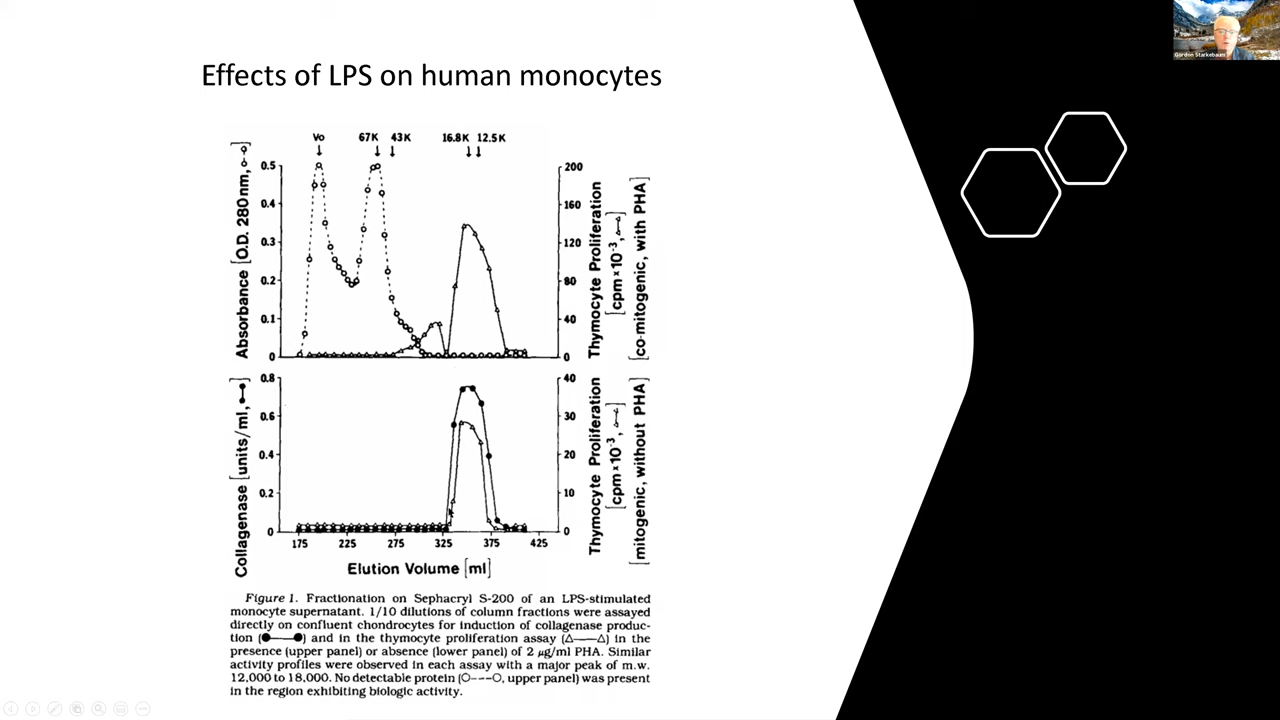 Effects of LPS on human monocytes
Gordon Starkebaum
Vo 67K 43K 16.8K 12.5K
Absorbance [O.D. 280nm, o-o]
0.5
0.4
0.3
0.2
0.1
0
200
160
120
80
40
0
Thymocyte Proliferation
[cpm×10⁻³, △—△]
[co-mitogenic, with PHA]
Collagenase [units/ml, ●—●]
0.8
0.6
0.4
0.2
0
40
30
20
10
0
Thymocyte Proliferation
[cpm×10⁻³, △—△]
[mitogenic, without PHA]
175 225 275 325 375 425
Elution Volume [ml]
Figure 1. Fractionation on Sephacryl S-200 of an LPS-stimulated
monocyte supernatant. 1/10 dilutions of column fractions were assayed
directly on confluent chondrocytes for induction of collagenase produc-
tion (●——●) and in the thymocyte proliferation assay (△——△) in the
presence (upper panel) or absence (lower panel) of 2 μg/ml PHA. Similar
activity profiles were observed in each assay with a major peak of m.w.
12,000 to 18,000. No detectable protein (O---O, upper panel) was present
in the region exhibiting biologic activity.